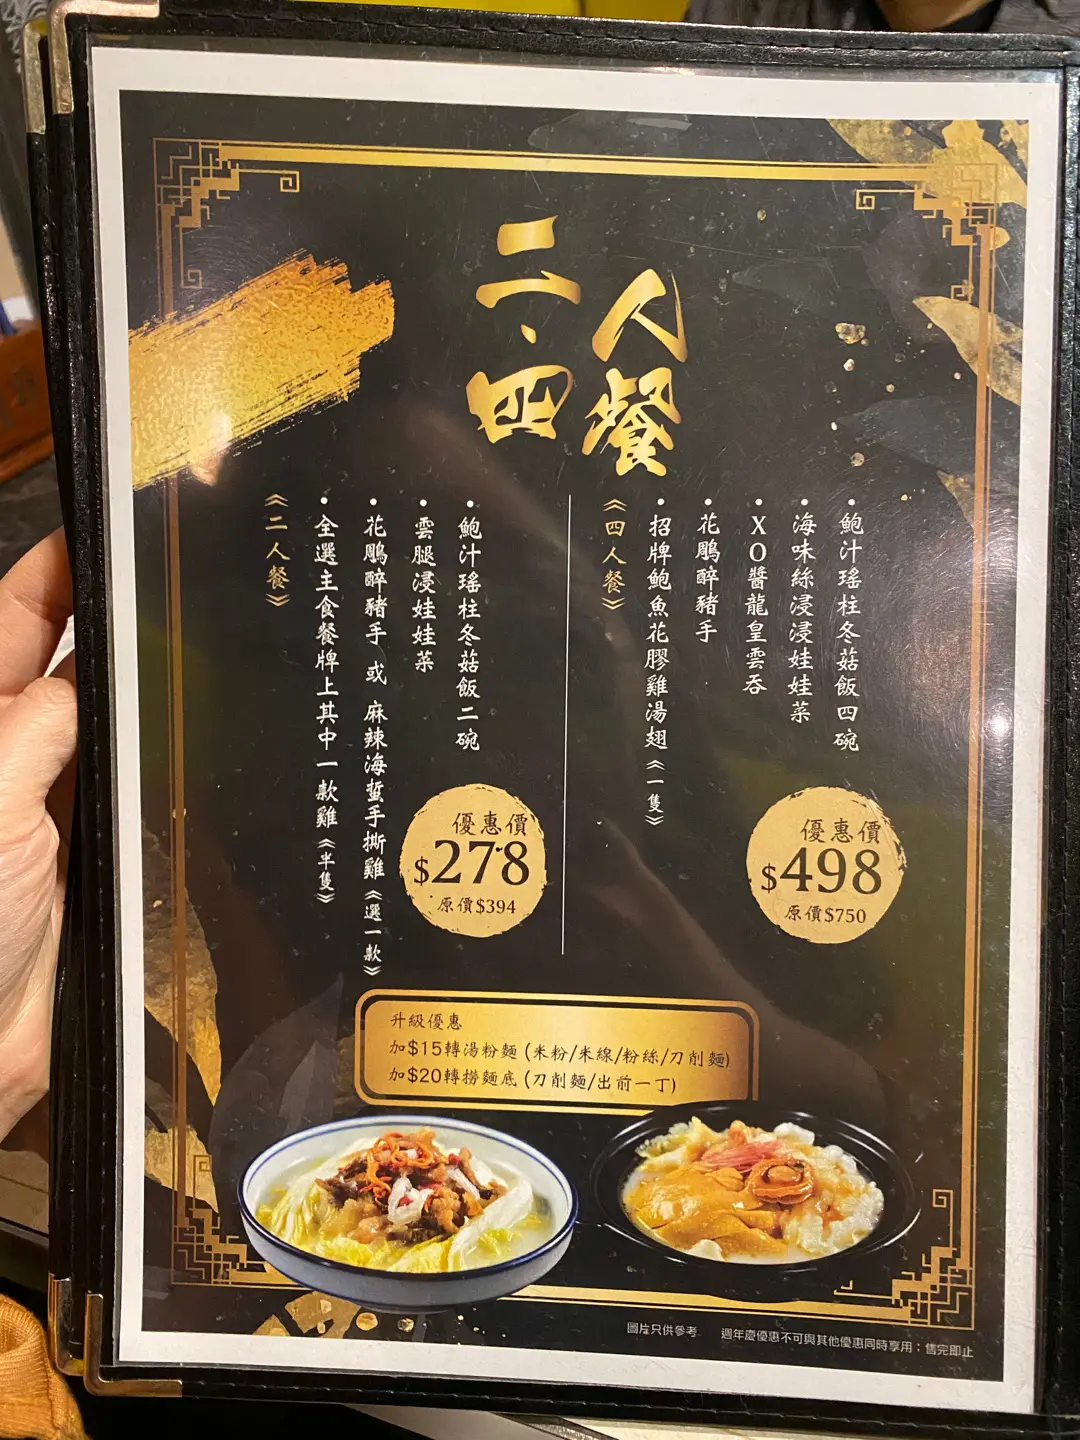 二・四
人餐
《二人餐》
• 全選主食餐牌上其中一款雞《半隻》
• 花鵰醉豬手 或 麻辣海蜇手撕雞《選一款》
• 雲腿浸娃娃菜
• 鮑汁瑤柱冬菇飯二碗
優惠價
$278
原價$394
《四人餐》
• 招牌鮑魚花膠雞湯翅《一隻》
• 花鵰醉豬手
• XO醬龍皇雲吞
• 海味絲浸浸娃娃菜
• 鮑汁瑤柱冬菇飯四碗
優惠價
$498
原價$750
升級優惠
加$15轉湯粉麵 (米粉/米線/粉絲/刀削麵)
加$20轉撈麵底 (刀削麵/出前一丁)
圖片只供參考 週年慶優惠不可與其他優惠同時享用；售完即止